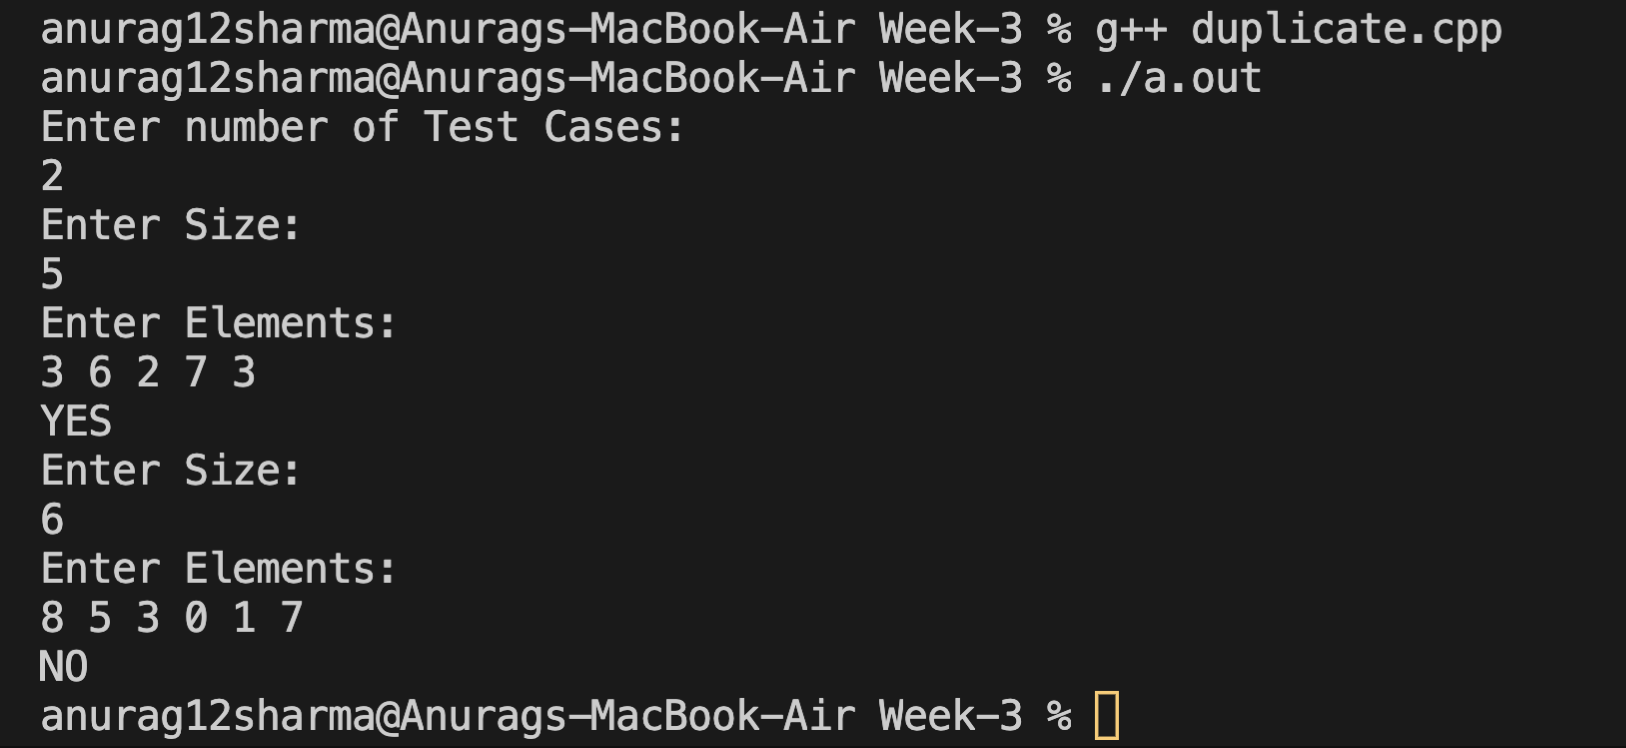 anurag12sharma@Anurags-MacBook-Air Week-3 % g++ duplicate.cpp
anurag12sharma@Anurags-MacBook-Air Week-3 % ./a.out
Enter number of Test Cases:
2
Enter Size:
5
Enter Elements:
3 6 2 7 3
YES
Enter Size:
6
Enter Elements:
8 5 3 0 1 7
NO
anurag12sharma@Anurags-MacBook-Air Week-3 %